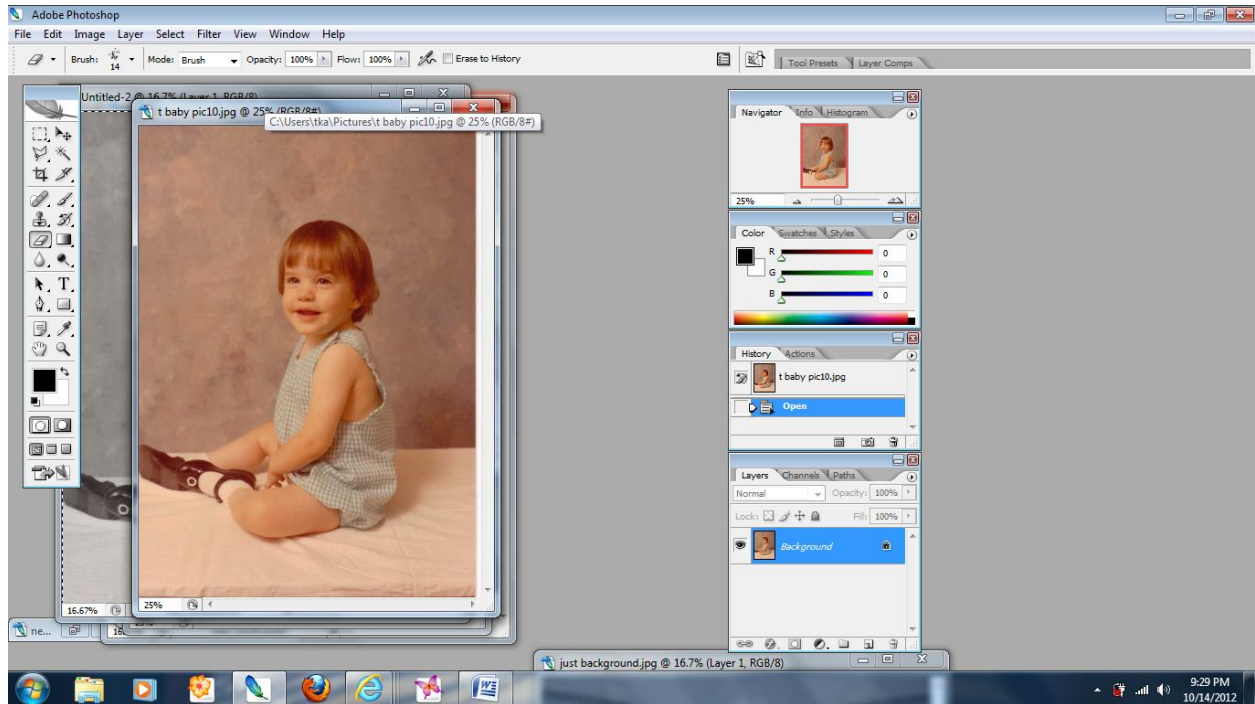 Adobe Photoshop
File Edit Image Layer Select Filter View Window Help
Brush: 14 Mode: Brush Opacity: 100% Flow: 100% Erase to History
Tool Presets Layer Comps
Untitled-2 @ 16.7% (Layer 1, RGB/8)
t baby pic10.jpg @ 25% (RGB/8#)
C:\Users\tka\Pictures\t baby pic10.jpg @ 25% (RGB/8#)
Navigator Info Histogram
25%
Color Swatches Styles
R 0
G 0
B 0
History Actions
t baby pic10.jpg
Open
Layers Channels Paths
Normal Opacity: 100%
Lock: Fill: 100%
Background
16.67%
25%
ne...
just background.jpg @ 16.7% (Layer 1, RGB/8)
9:29 PM
10/14/2012